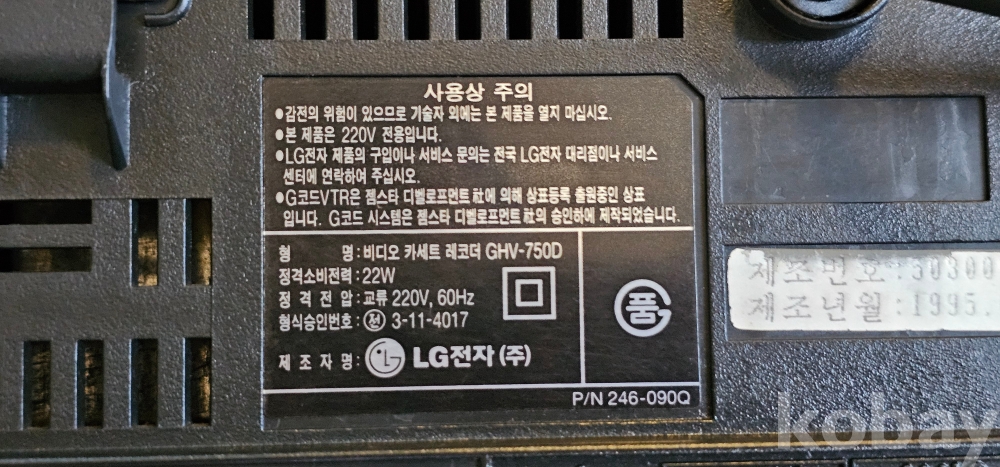 사용상 주의
●감전의 위험이 있으므로 기술자 외에는 본 제품을 열지 마십시오.
●본 제품은 220V 전용입니다.
●LG전자 제품의 구입이나 서비스 문의는 전국 LG전자 대리점이나 서비스
센터에 연락하여 주십시오.
●G코드VTR은 젬스타 디벨로프먼트社에 의해 상표등록 출원중인 상표
입니다. G코드 시스템은 젬스타 디벨로프먼트社의 승인하에 제작되었습니다.
형 명:비디오 카세트 레코더 GHV-750D
정격소비전력:22W
정 격 전 압:교류 220V, 60Hz
형식승인번호:전 3-11-4017
제 조 자 명: LG LG전자(주)
품
P/N 246-090Q
제조번호:30300
제조년월:1995.
kobay